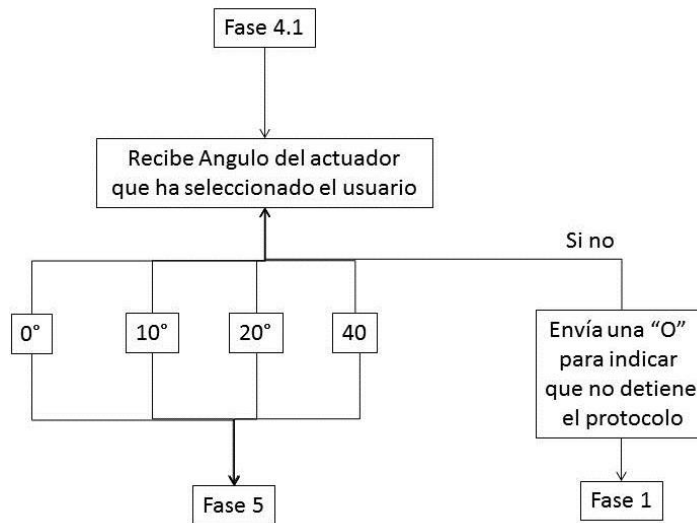 Fase 4.1
Recibe Angulo del actuador
que ha seleccionado el usuario
Si no
0°
10°
20°
40
Envía una “O”
para indicar
que no detiene
el protocolo
Fase 5
Fase 1